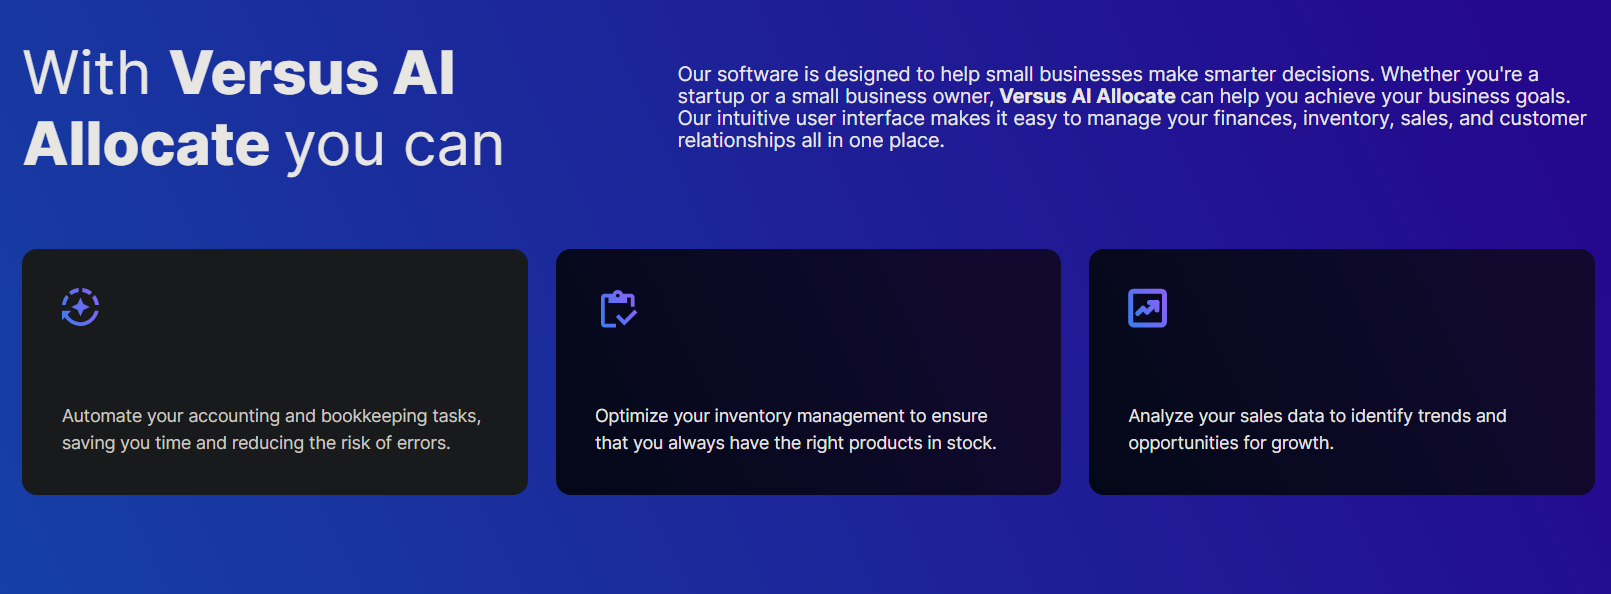 With Versus AI
Allocate you can
Our software is designed to help small businesses make smarter decisions. Whether you're a
startup or a small business owner, Versus AI Allocate can help you achieve your business goals.
Our intuitive user interface makes it easy to manage your finances, inventory, sales, and customer
relationships all in one place.
Automate your accounting and bookkeeping tasks,
saving you time and reducing the risk of errors.
Optimize your inventory management to ensure
that you always have the right products in stock.
Analyze your sales data to identify trends and
opportunities for growth.